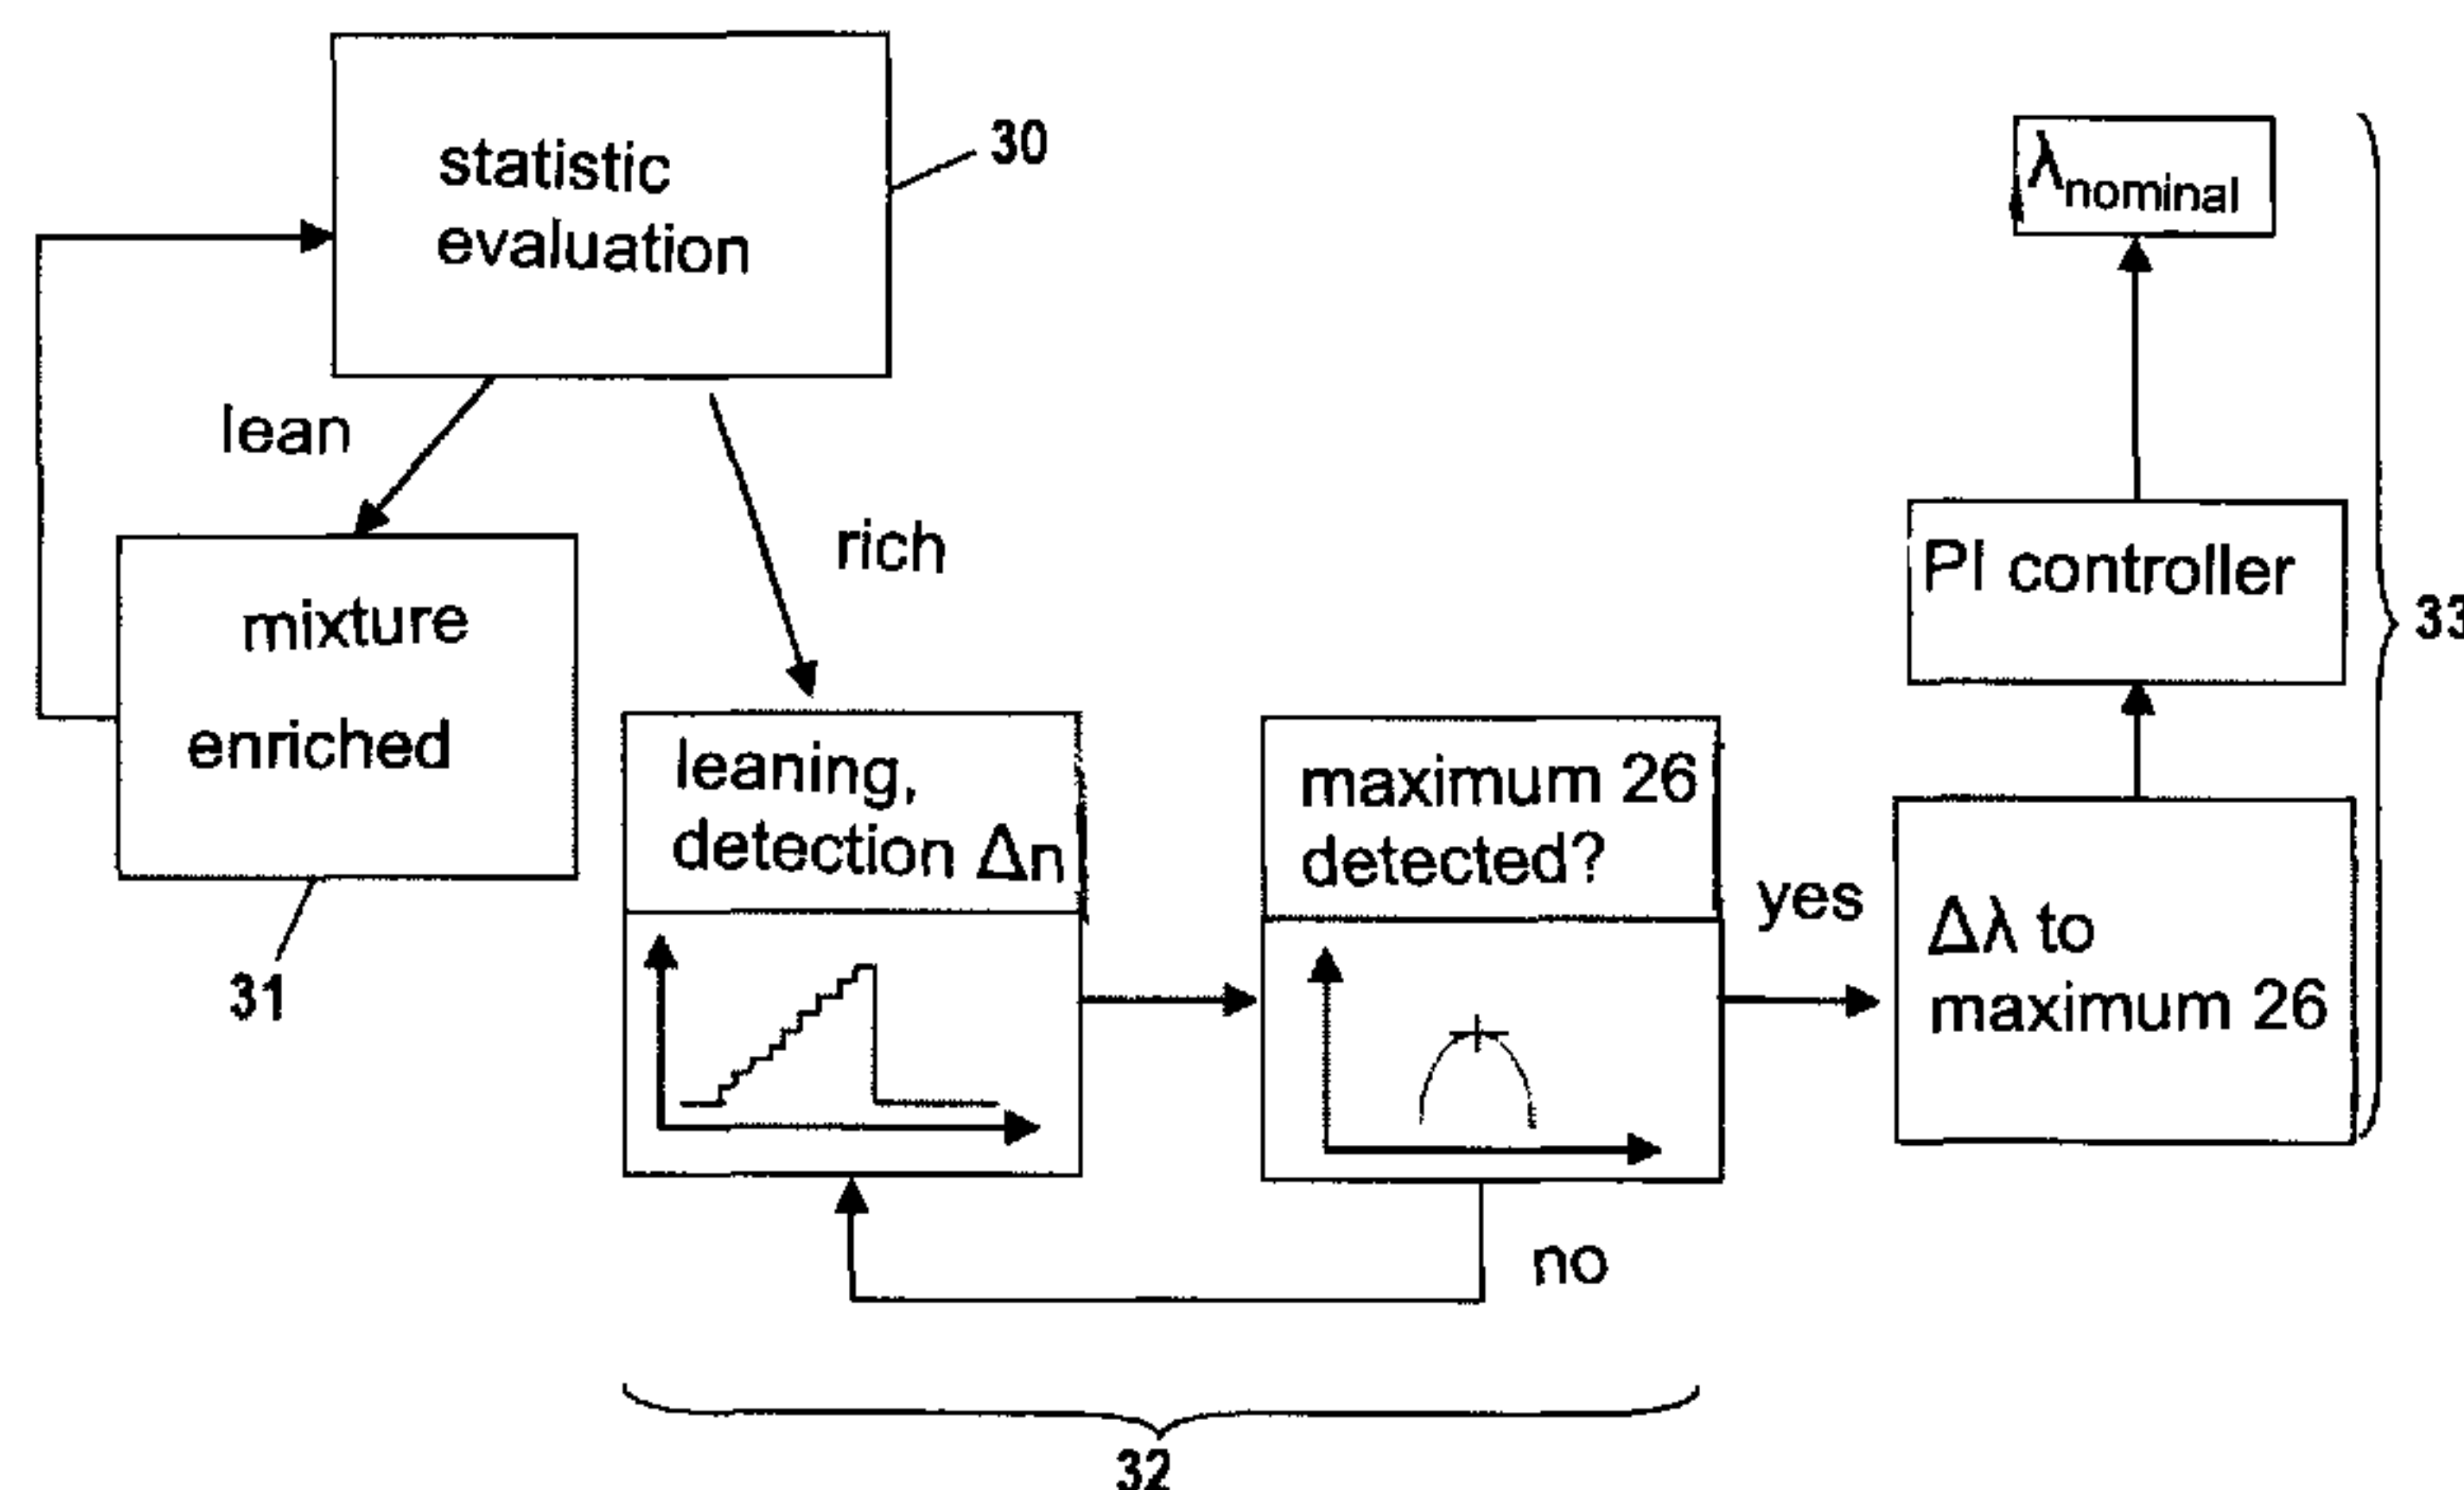 statistic
evaluation
30
λnominal
lean
rich
PI controller
33
mixture
enriched
31
leaning,
detection Δn
maximum 26
detected?
yes
Δλ to
maximum 26
no
32